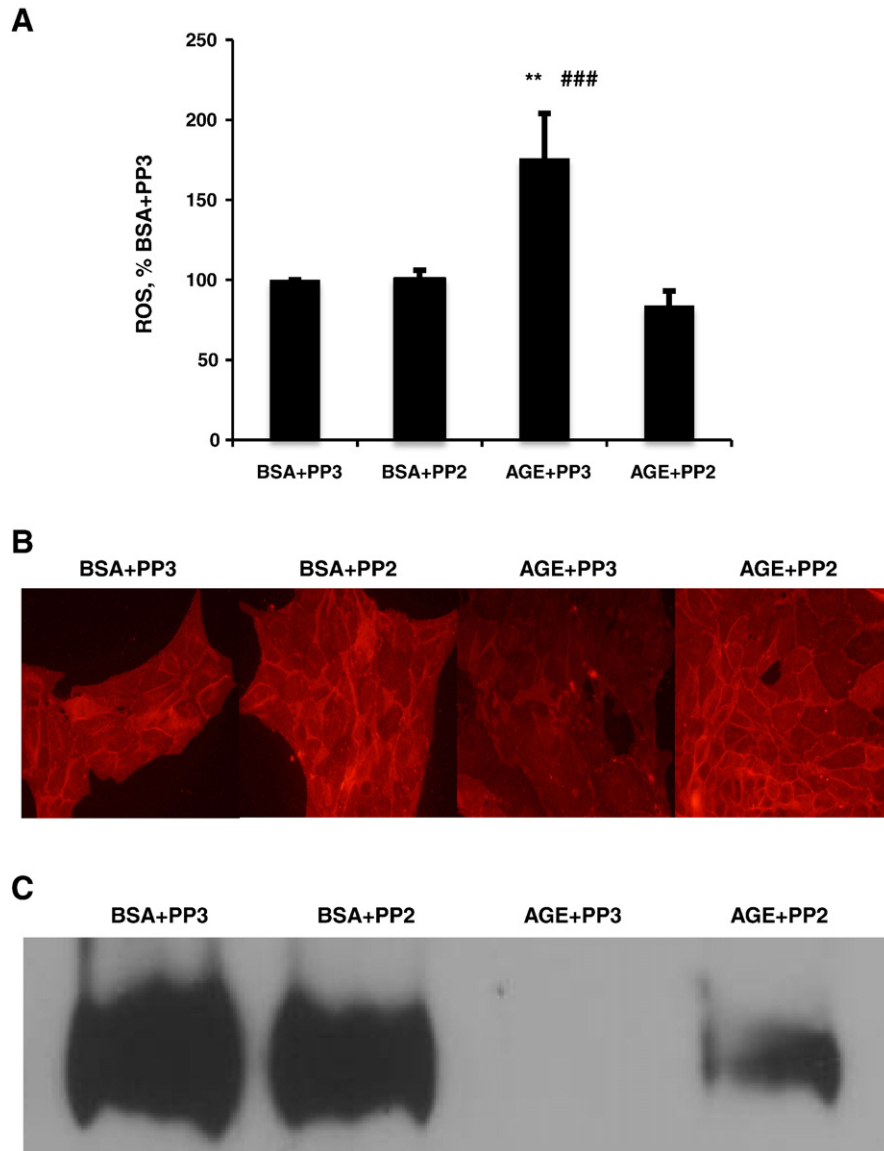 A
250
** ###
200
150
100
50
0
ROS, % BSA+PP3
BSA+PP3 BSA+PP2 AGE+PP3 AGE+PP2
B
BSA+PP3 BSA+PP2 AGE+PP3 AGE+PP2
C
BSA+PP3 BSA+PP2 AGE+PP3 AGE+PP2